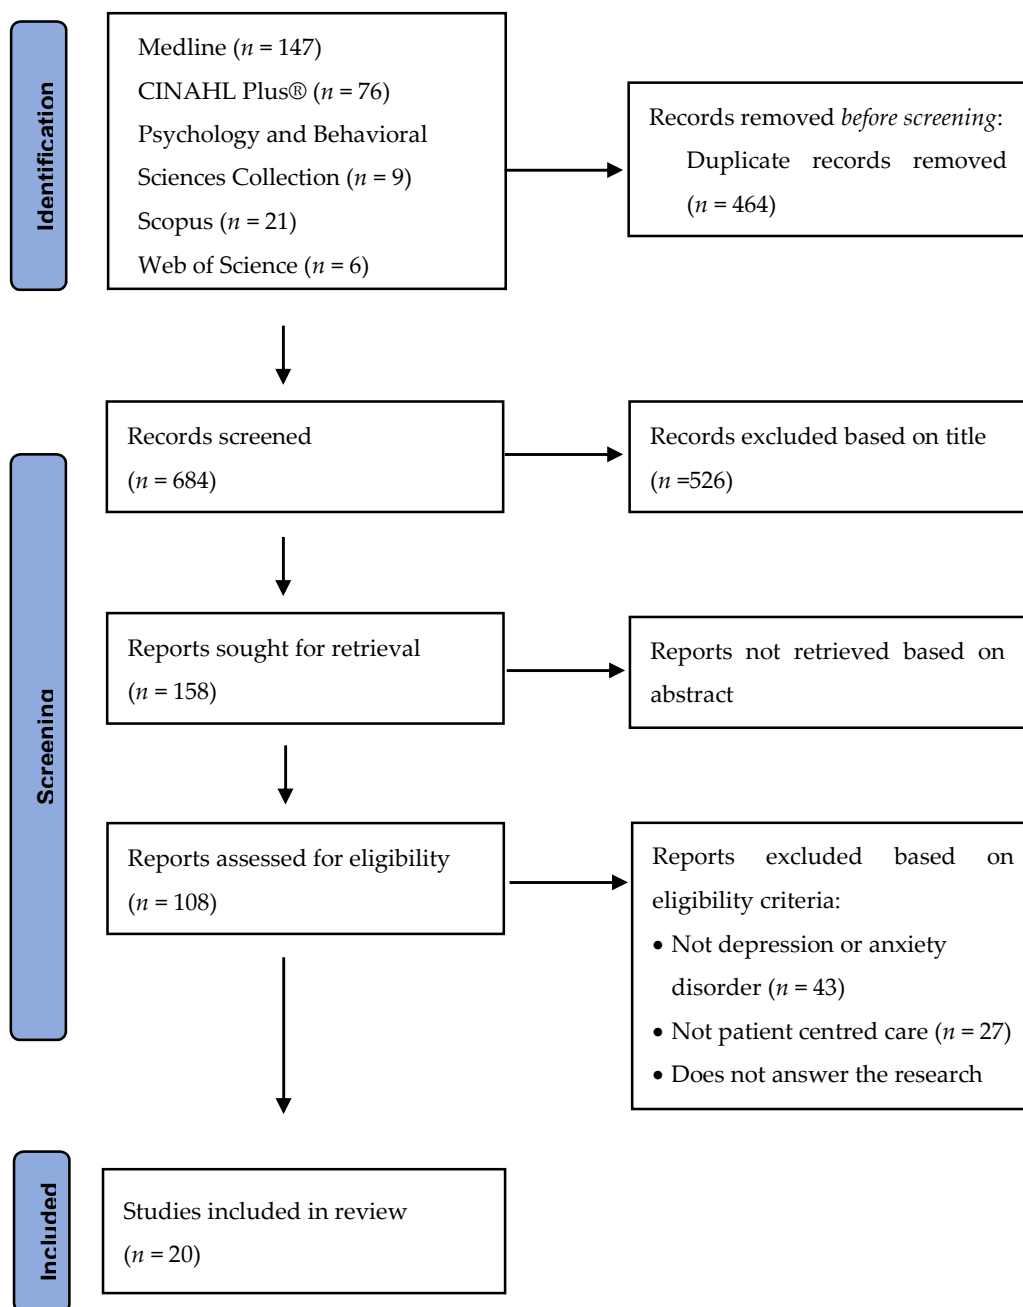 Identification
Medline (n = 147)
CINAHL Plus® (n = 76)
Psychology and Behavioral
Sciences Collection (n = 9)
Scopus (n = 21)
Web of Science (n = 6)
Records removed before screening:
Duplicate records removed
(n = 464)
Screening
Records screened
(n = 684)
Records excluded based on title
(n =526)
Reports sought for retrieval
(n = 158)
Reports not retrieved based on
abstract
Reports assessed for eligibility
(n = 108)
Reports excluded based on
eligibility criteria:
• Not depression or anxiety
disorder (n = 43)
• Not patient centred care (n = 27)
• Does not answer the research
Included
Studies included in review
(n = 20)